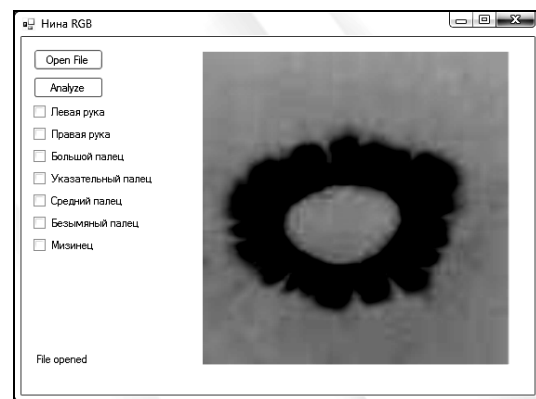 Нина RGB
Open File
Analyze
Левая рука
Правая рука
Большой палец
Указательный палец
Средний палец
Безымяный палец
Мизинец
File opened